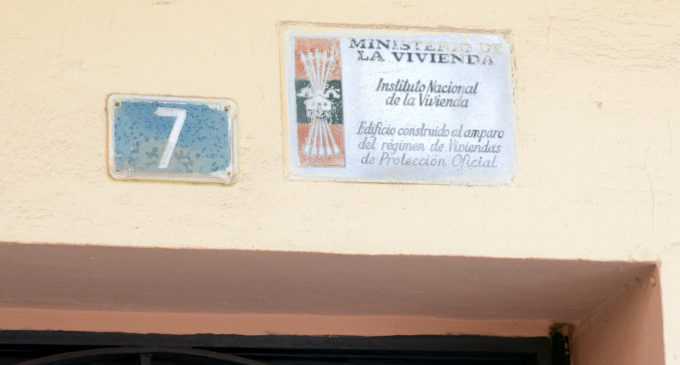 7
MINISTERIO DE
LA VIVIENDA
Instituto Nacional
de la Vivienda
Edificio construido al amparo
del régimen de Viviendas
de Protección Oficial